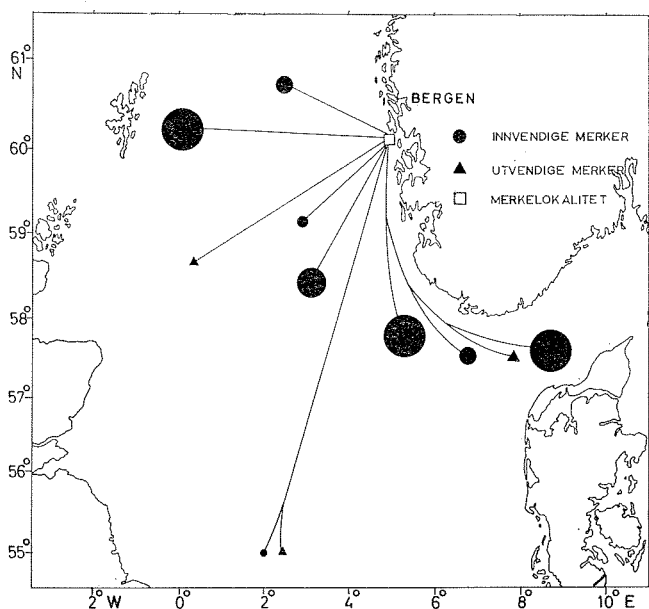 61°
N
60°
59°
58°
57°
56°
55°
BERGEN
INNVENDIGE MERKER
UTVENDIGE MERKER
MERKELOKALITET
2° W 0° 2° 4° 6° 8° 10° E